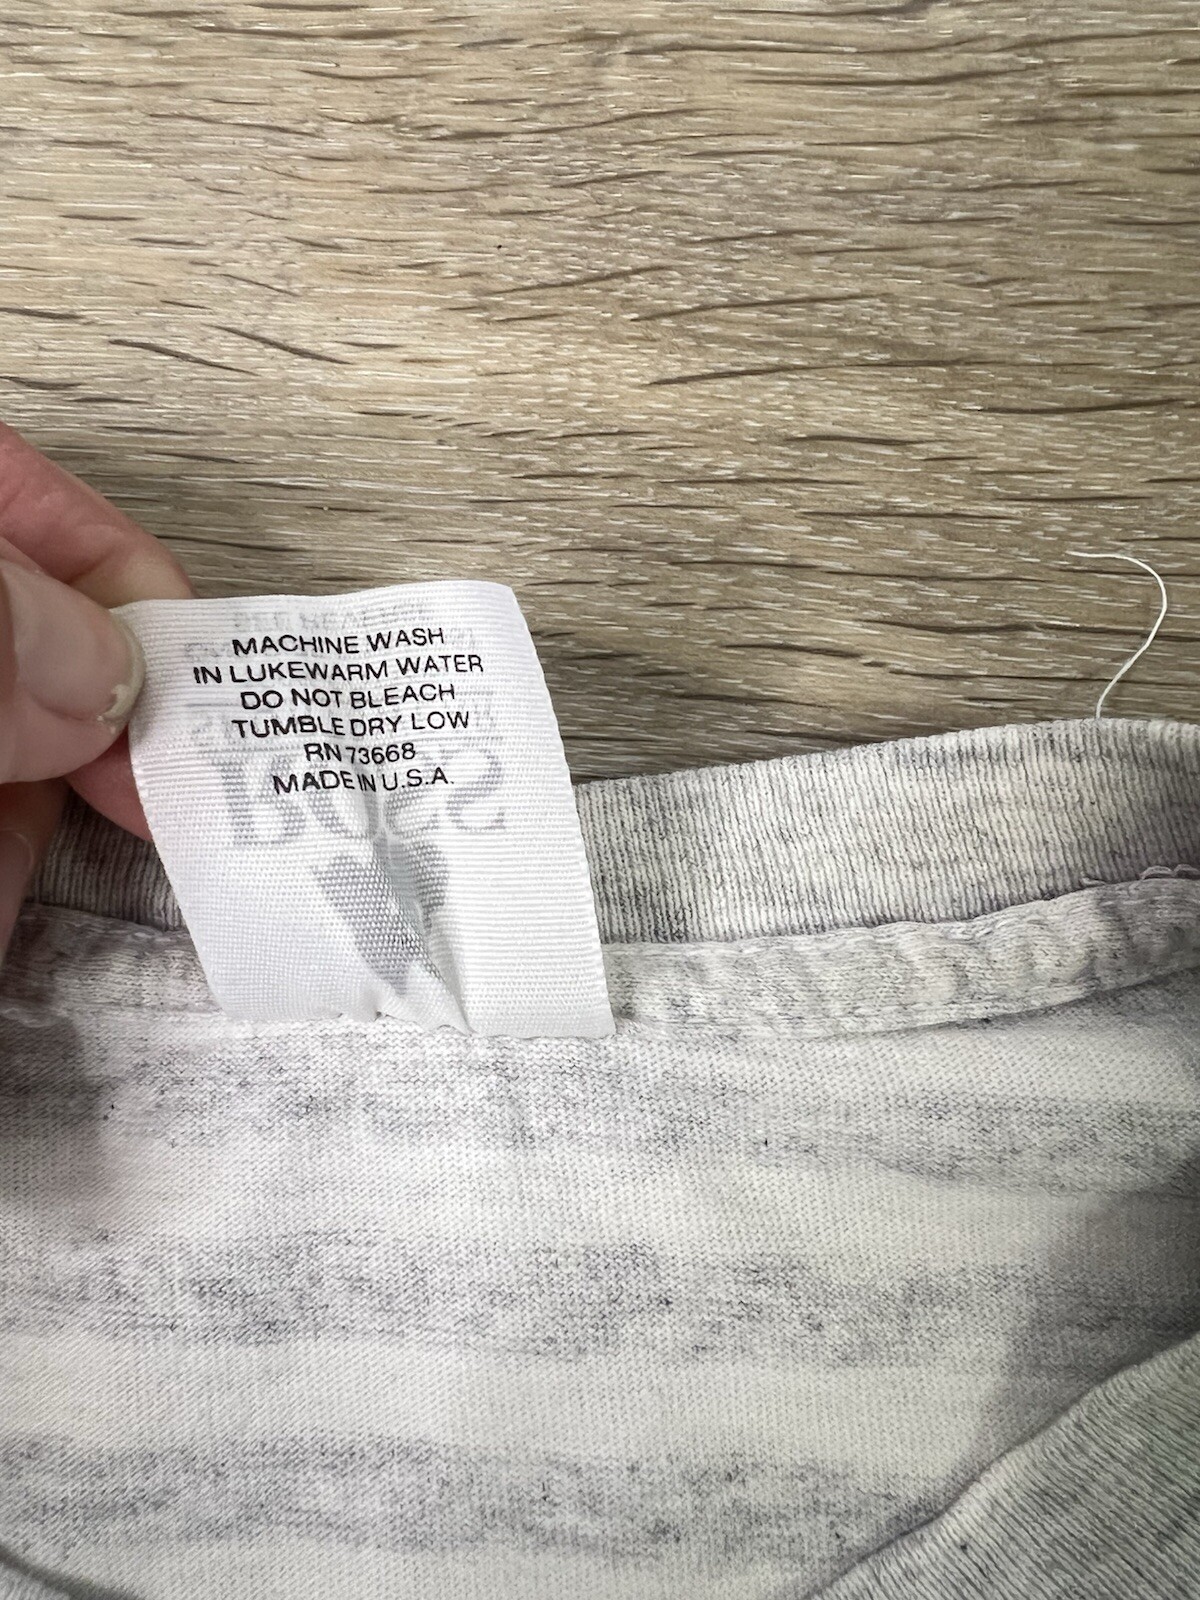 MACHINE WASH
IN LUKEWARM WATER
DO NOT BLEACH
TUMBLE DRY LOW
RN 73668
MADE IN U.S.A.